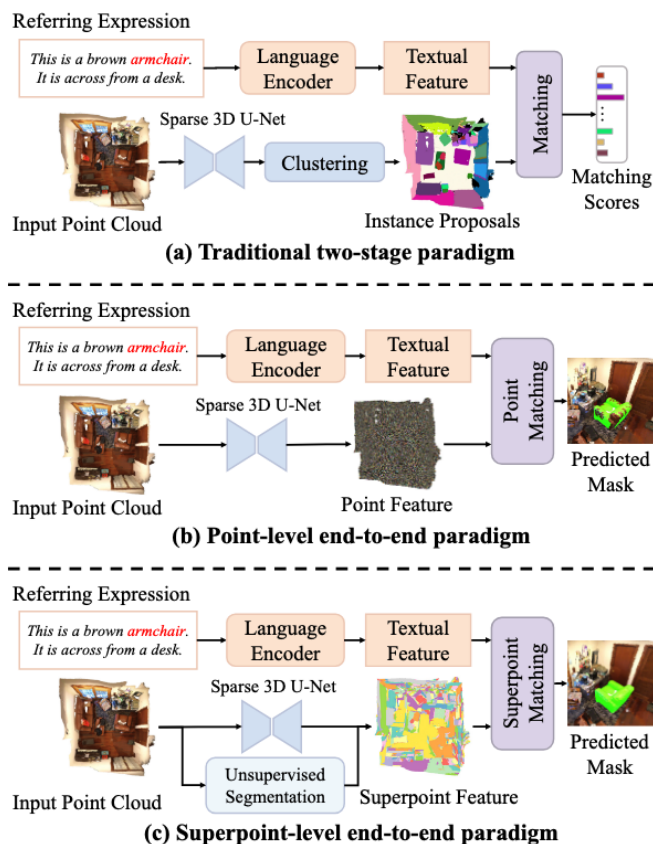 Referring Expression
This is a brown armchair.
It is across from a desk.
Language
Encoder
Textual
Feature
Matching
Sparse 3D U-Net
Clustering
Input Point Cloud
Instance Proposals
Matching
Scores
(a) Traditional two-stage paradigm
Referring Expression
This is a brown armchair.
It is across from a desk.
Language
Encoder
Textual
Feature
Point
Matching
Sparse 3D U-Net
Input Point Cloud
Point Feature
Predicted
Mask
(b) Point-level end-to-end paradigm
Referring Expression
This is a brown armchair.
It is across from a desk.
Language
Encoder
Textual
Feature
Superpoint
Matching
Sparse 3D U-Net
Unsupervised
Segmentation
Input Point Cloud
Superpoint Feature
Predicted
Mask
(c) Superpoint-level end-to-end paradigm